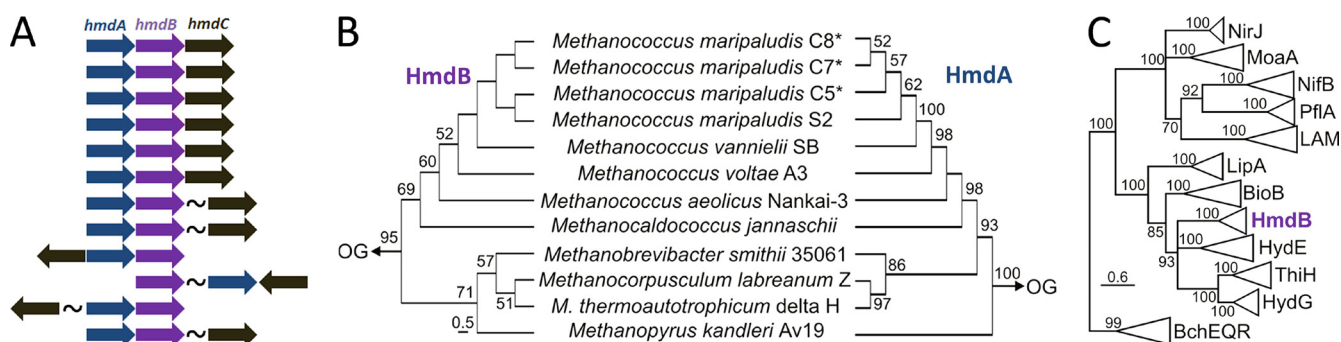 A
hmdA hmdB hmdC
~
~
~
~
~
B
HmdB
HmdA
Methanococcus maripaludis C8*
Methanococcus maripaludis C7*
Methanococcus maripaludis C5*
Methanococcus maripaludis S2
Methanococcus vannielii SB
Methanococcus voltae A3
Methanococcus aeolicus Nankai-3
Methanocaldococcus jannaschii
Methanobrevibacter smithii 35061
Methanocorpusculum labreanum Z
M. thermoautotrophicum delta H
Methanopyrus kandleri Av19
52
60
69
95
OG
57
51
71
0.5
52
57
62
100
98
98
93
86
97
100
OG
C
100 NirJ
100 MoaA
100
100 NifB
92
100 PflA
70
100 LAM
100
100 LipA
100
100 BioB
100 HmdB
85
100 HydE
93
0.6
100 ThiH
100
100 HydG
99 BchEQR